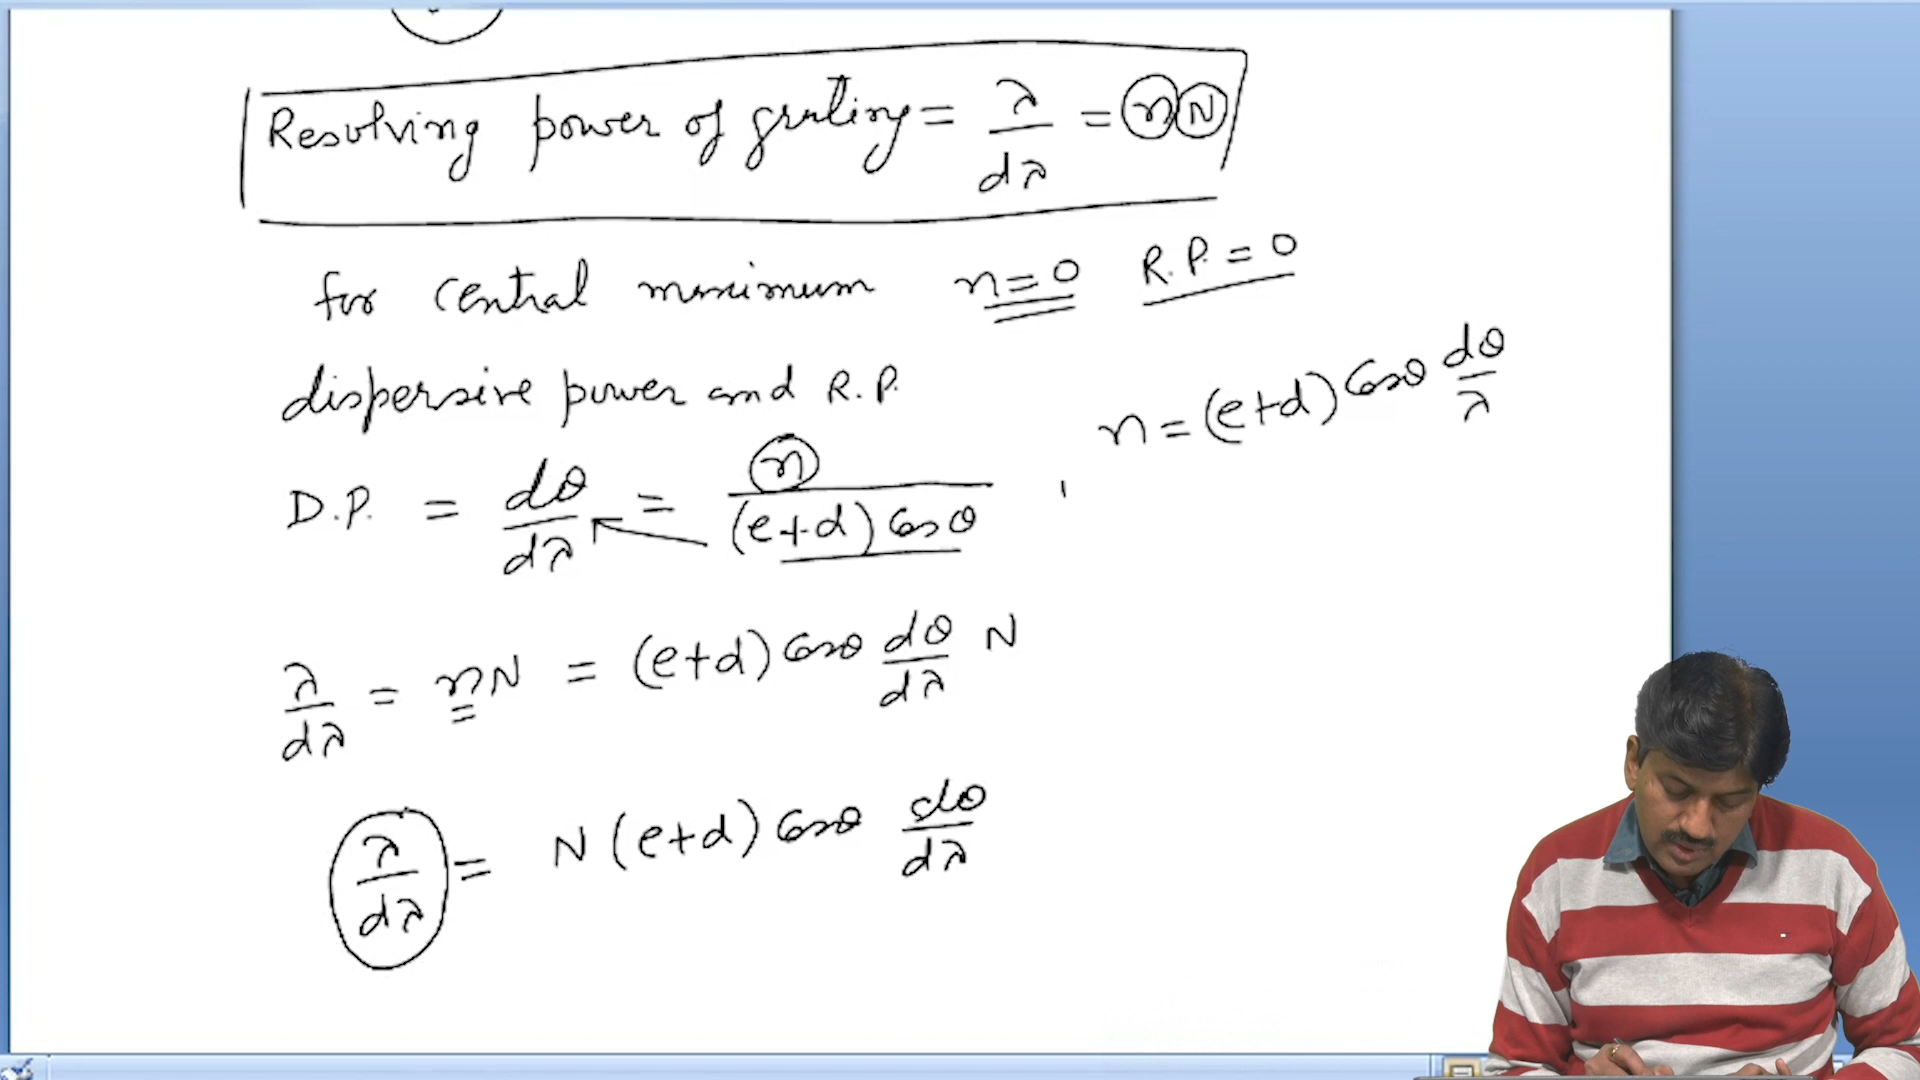 Resolving power of grating = λ/dλ = nN
for central maximum n=0 R.P. = 0
dispersive power and R.P.
n = (e+d) Cosθ dθ/λ
D.P. = dθ/dλ = n/(e+d) Cosθ ,
λ/dλ = nN = (e+d) Cosθ dθ/dλ N
λ/dλ = N (e+d) Cosθ dθ/dλ